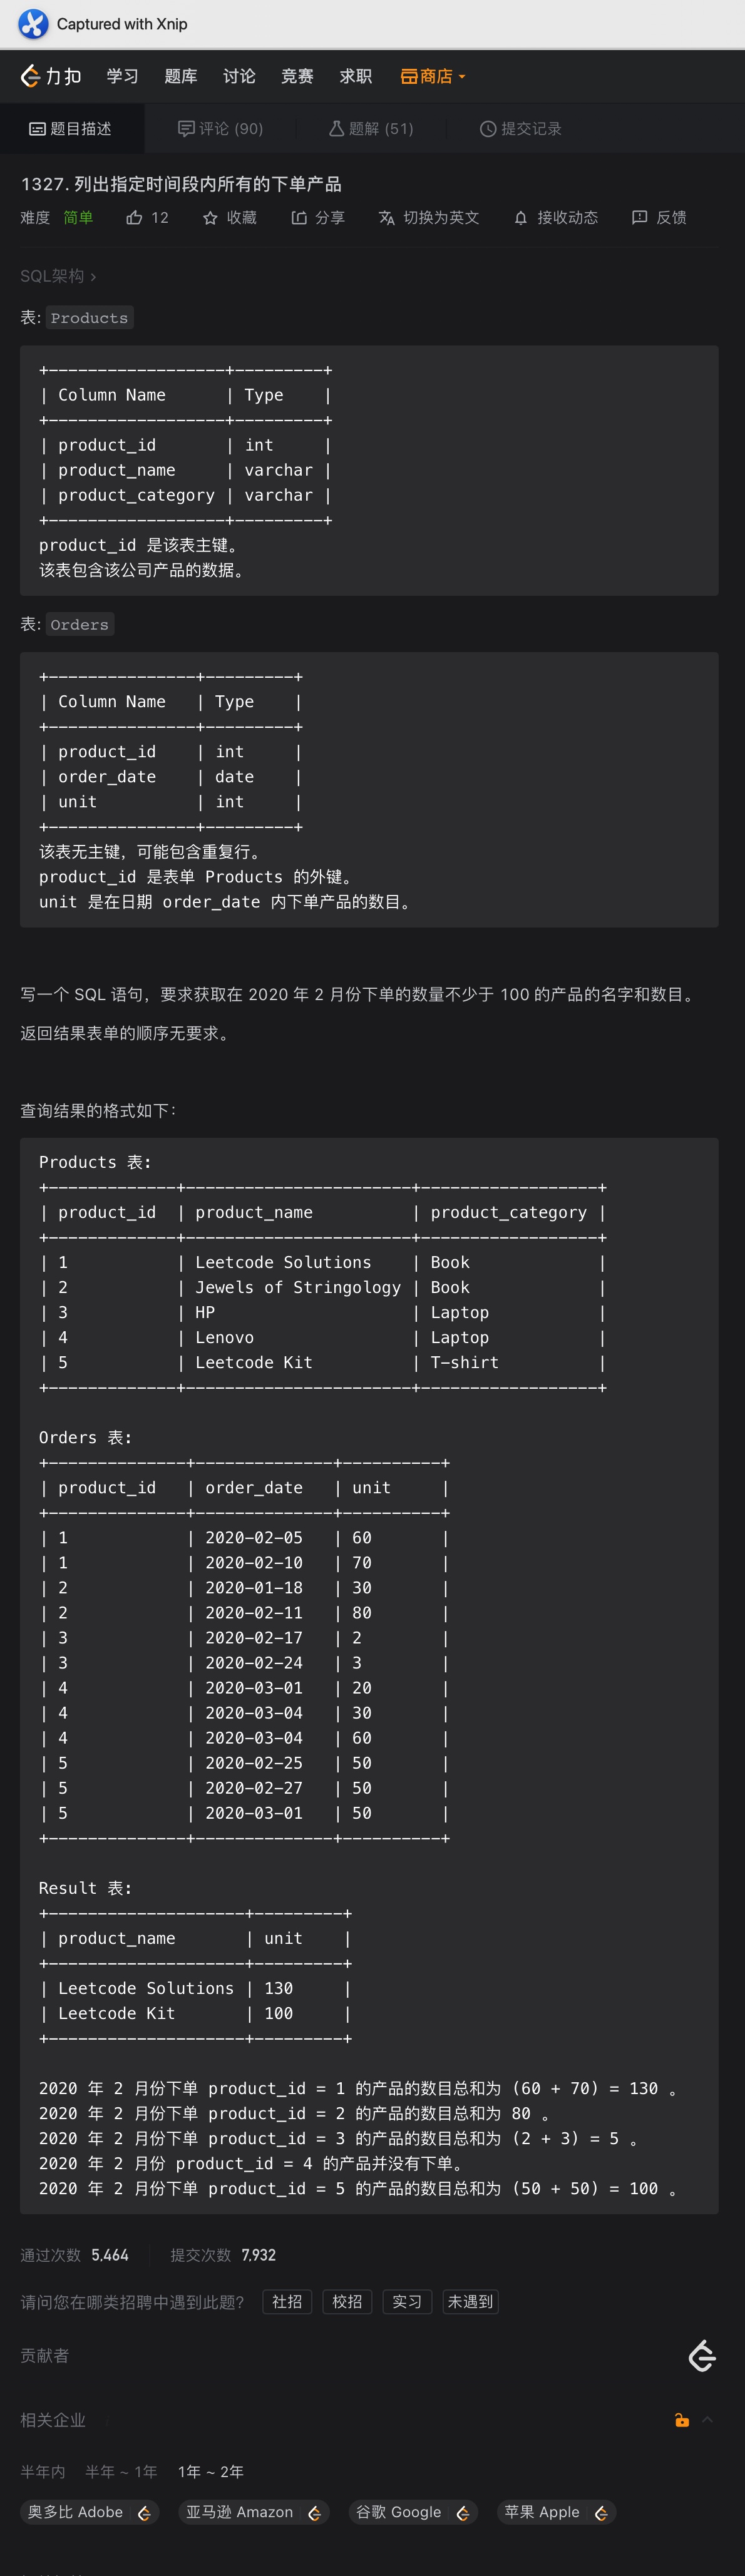 Captured with Xnip
力扣 学习 题库 讨论 竞赛 求职 商店
题目描述 评论 (90) 题解 (51) 提交记录
1327. 列出指定时间段内所有的下单产品
难度 简单 12 收藏 分享 切换为英文 接收动态 反馈
SQL架构 >
表: Products
+------------------+---------+
| Column Name      | Type    |
+------------------+---------+
| product_id       | int     |
| product_name     | varchar |
| product_category | varchar |
+------------------+---------+
product_id 是该表主键。
该表包含该公司产品的数据。
表: Orders
+---------------+---------+
| Column Name   | Type    |
+---------------+---------+
| product_id    | int     |
| order_date    | date    |
| unit          | int     |
+---------------+---------+
该表无主键，可能包含重复行。
product_id 是表单 Products 的外键。
unit 是在日期 order_date 内下单产品的数目。
写一个 SQL 语句，要求获取在 2020 年 2 月份下单的数量不少于 100 的产品的名字和数目。
返回结果表单的顺序无要求。
查询结果的格式如下：
Products 表:
+-------------+-----------------------+------------------+
| product_id  | product_name          | product_category |
+-------------+-----------------------+------------------+
| 1           | Leetcode Solutions    | Book             |
| 2           | Jewels of Stringology | Book             |
| 3           | HP                    | Laptop           |
| 4           | Lenovo                | Laptop           |
| 5           | Leetcode Kit          | T-shirt          |
+-------------+-----------------------+------------------+
Orders 表:
+--------------+--------------+----------+
| product_id   | order_date   | unit     |
+--------------+--------------+----------+
| 1            | 2020-02-05   | 60       |
| 1            | 2020-02-10   | 70       |
| 2            | 2020-01-18   | 30       |
| 2            | 2020-02-11   | 80       |
| 3            | 2020-02-17   | 2        |
| 3            | 2020-02-24   | 3        |
| 4            | 2020-03-01   | 20       |
| 4            | 2020-03-04   | 30       |
| 4            | 2020-03-04   | 60       |
| 5            | 2020-02-25   | 50       |
| 5            | 2020-02-27   | 50       |
| 5            | 2020-03-01   | 50       |
+--------------+--------------+----------+
Result 表:
+--------------------+---------+
| product_name       | unit    |
+--------------------+---------+
| Leetcode Solutions | 130     |
| Leetcode Kit       | 100     |
+--------------------+---------+
2020 年 2 月份下单 product_id = 1 的产品的数目总和为 (60 + 70) = 130 。
2020 年 2 月份下单 product_id = 2 的产品的数目总和为 80 。
2020 年 2 月份下单 product_id = 3 的产品的数目总和为 (2 + 3) = 5 。
2020 年 2 月份 product_id = 4 的产品并没有下单。
2020 年 2 月份下单 product_id = 5 的产品的数目总和为 (50 + 50) = 100 。
通过次数 5,464 提交次数 7,932
请问您在哪类招聘中遇到此题? 社招 校招 实习 未遇到
贡献者
相关企业
半年内 半年 ~ 1年 1年 ~ 2年
奥多比 Adobe 亚马逊 Amazon 谷歌 Google 苹果 Apple